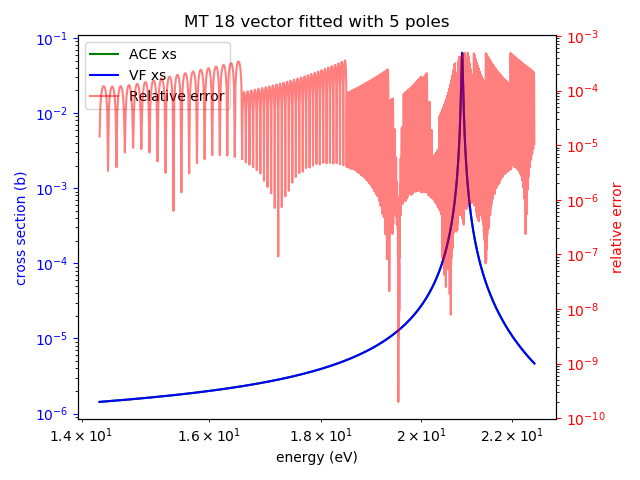 MT 18 vector fitted with 5 poles
ACE xs
VF xs
Relative error
10⁻¹
10⁻²
10⁻³
10⁻⁴
10⁻⁵
10⁻⁶
cross section (b)
10⁻³
10⁻⁴
10⁻⁵
10⁻⁶
10⁻⁷
10⁻⁸
10⁻⁹
10⁻¹⁰
relative error
1.4 × 10¹ 1.6 × 10¹ 1.8 × 10¹ 2 × 10¹ 2.2 × 10¹
energy (eV)